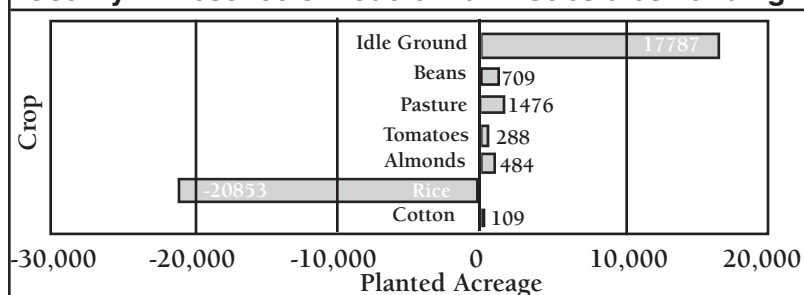 Idle Ground 17787
Beans 709
Pasture 1476
Tomatoes 288
Almonds 484
-20853 Rice
Cotton 109
Crop
-30,000 -20,000 -10,000 0 10,000 20,000
Planted Acreage